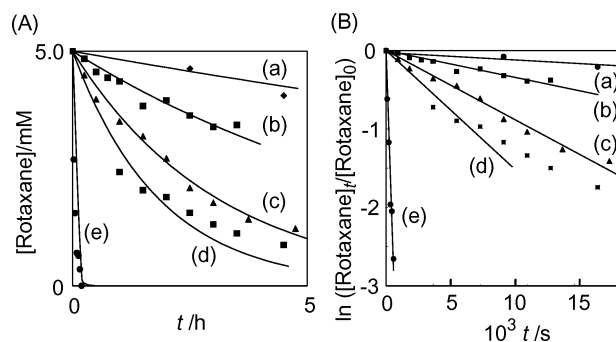 (A)
5.0
[Rotaxane]/mM
0
0
5
t /h
(a)
(b)
(c)
(d)
(e)
(B)
0
-1
-2
-3
ln ([Rotaxane]t/[Rotaxane]0)
0
5
10
15
10³ t /s
(a)
(b)
(c)
(d)
(e)